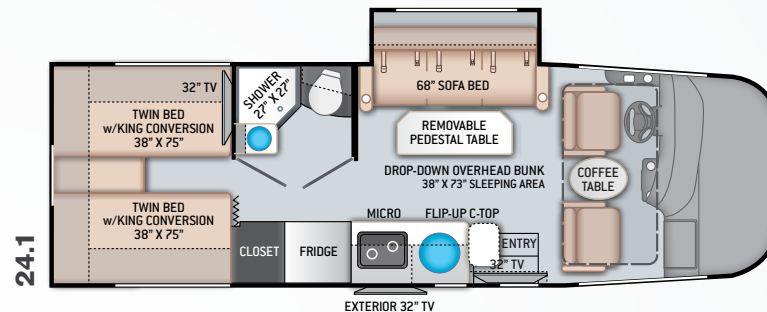 24.1
32" TV
TWIN BED
w/KING CONVERSION
38" X 75"
TWIN BED
w/KING CONVERSION
38" X 75"
SHOWER
27" X 27"
68" SOFA BED
REMOVABLE
PEDESTAL TABLE
DROP-DOWN OVERHEAD BUNK
38" X 73" SLEEPING AREA
COFFEE
TABLE
CLOSET
FRIDGE
MICRO
FLIP-UP C-TOP
ENTRY
32" TV
EXTERIOR 32" TV